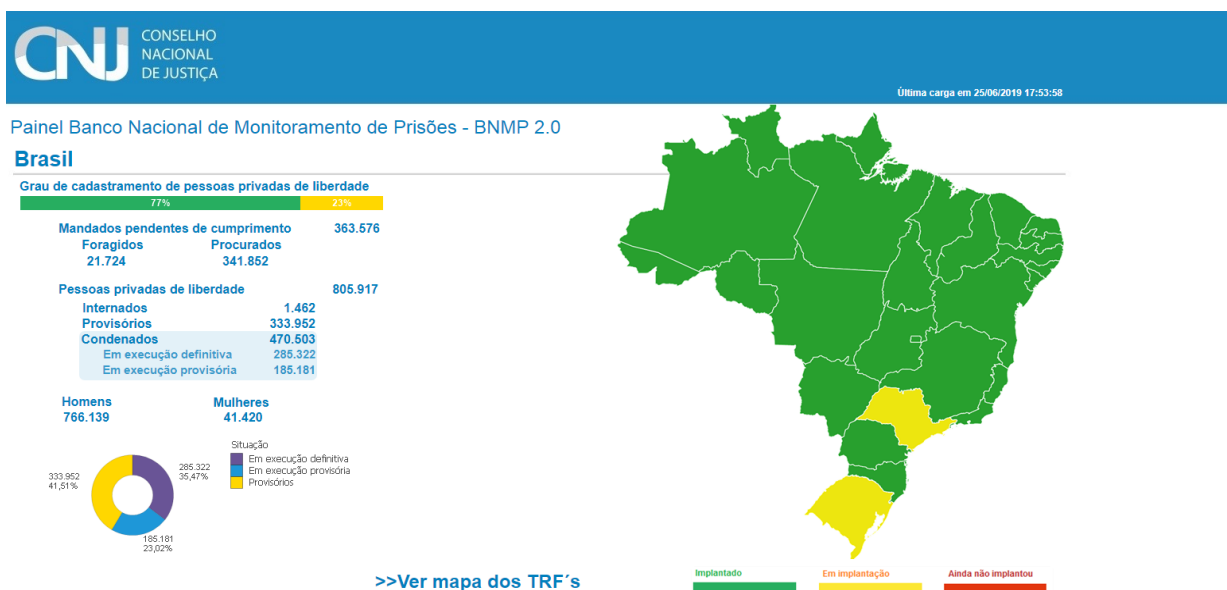 CNJ
CONSELHO
NACIONAL
DE JUSTIÇA
Última carga em 25/06/2019 17:53:58
Painel Banco Nacional de Monitoramento de Prisões - BNMP 2.0
Brasil
Grau de cadastramento de pessoas privadas de liberdade
77% 23%
Mandados pendentes de cumprimento 363.576
Foragidos Procurados
21.724 341.852
Pessoas privadas de liberdade 805.917
Internados 1.462
Provisórios 333.952
Condenados 470.503
Em execução definitiva 285.322
Em execução provisória 185.181
Homens Mulheres
766.139 41.420
Situação
Em execução definitiva
Em execução provisória
Provisórios
285.322
35,47%
333.952
41,51%
185.181
23,02%
>>Ver mapa dos TRF´s
Implantado Em implantação Ainda não implantou